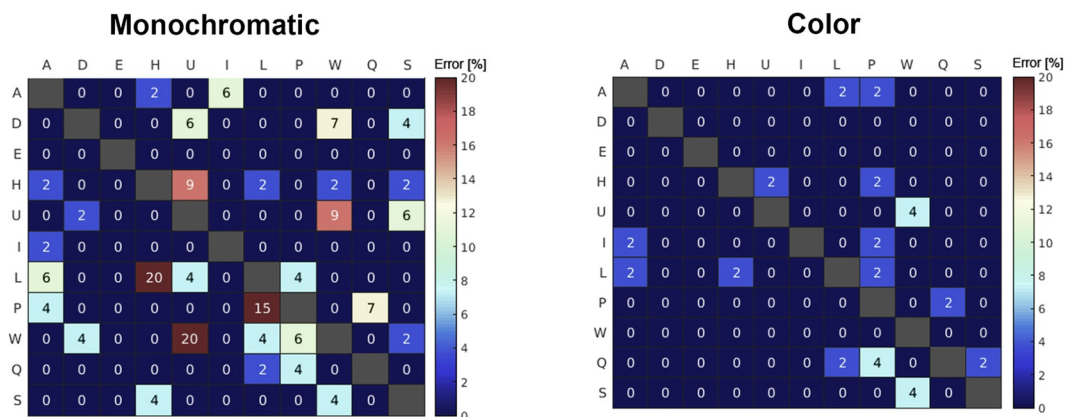 Monochromatic
Color
A D E H U I L P W Q S Error [%]
A 0 0 2 0 6 0 0 0 0 0
D 0 0 0 6 0 0 0 7 0 4
E 0 0 0 0 0 0 0 0 0 0
H 2 0 0 9 0 2 0 2 0 2
U 0 2 0 0 0 0 0 9 0 6
I 2 0 0 0 0 0 0 0 0 0
L 6 0 0 20 4 0 4 0 0 0
P 4 0 0 0 0 0 15 0 7 0
W 0 4 0 0 20 0 4 6 0 2
Q 0 0 0 0 0 0 2 4 0 0
S 0 0 0 4 0 0 0 0 4 0
20
18
16
14
12
10
8
6
4
2
0
A D E H U I L P W Q S Error [%]
A 0 0 0 0 0 2 2 0 0 0
D 0 0 0 0 0 0 0 0 0 0
E 0 0 0 0 0 0 0 0 0 0
H 0 0 0 2 0 0 2 0 0 0
U 0 0 0 0 0 0 0 4 0 0
I 2 0 0 0 0 0 2 0 0 0
L 2 0 0 2 0 0 2 0 0 0
P 0 0 0 0 0 0 0 0 2 0
W 0 0 0 0 0 0 0 0 0 0
Q 0 0 0 0 0 0 2 4 0 2
S 0 0 0 0 0 0 0 0 4 0
20
18
16
14
12
10
8
6
4
2
0